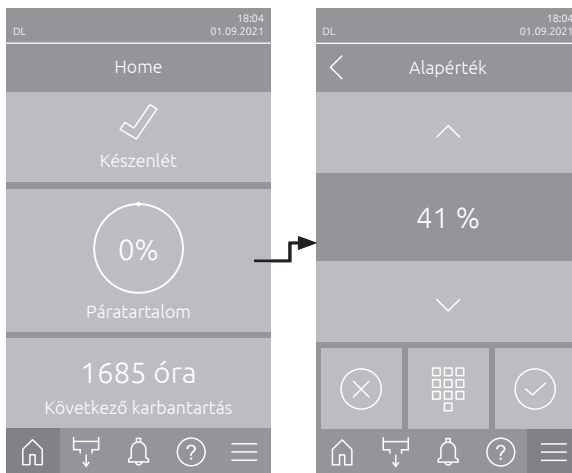 18:04
DL 01.09.2021
Home
Készenlét
0%
Páratartalom
1685 óra
Következő karbantartás
?
18:04
DL 01.09.2021
Alapérték
41 %
?